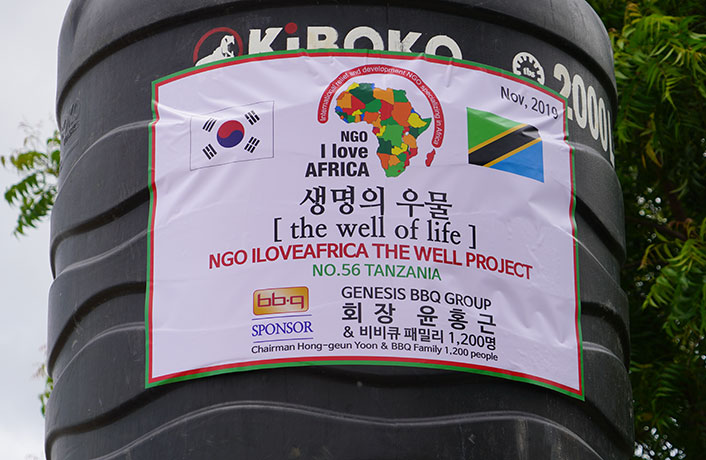 KiBOKO
2000 L
Nov, 2019
International relief and development NGO specializing in Africa
NGO
I love
AFRICA
생명의 우물
[ the well of life ]
NGO ILOVEAFRICA THE WELL PROJECT
NO.56 TANZANIA
bb.q
SPONSOR
GENESIS BBQ GROUP
회장 윤홍근
& 비비큐 패밀리 1,200명
Chairman Hong-geun Yoon & BBQ Family 1.200 people